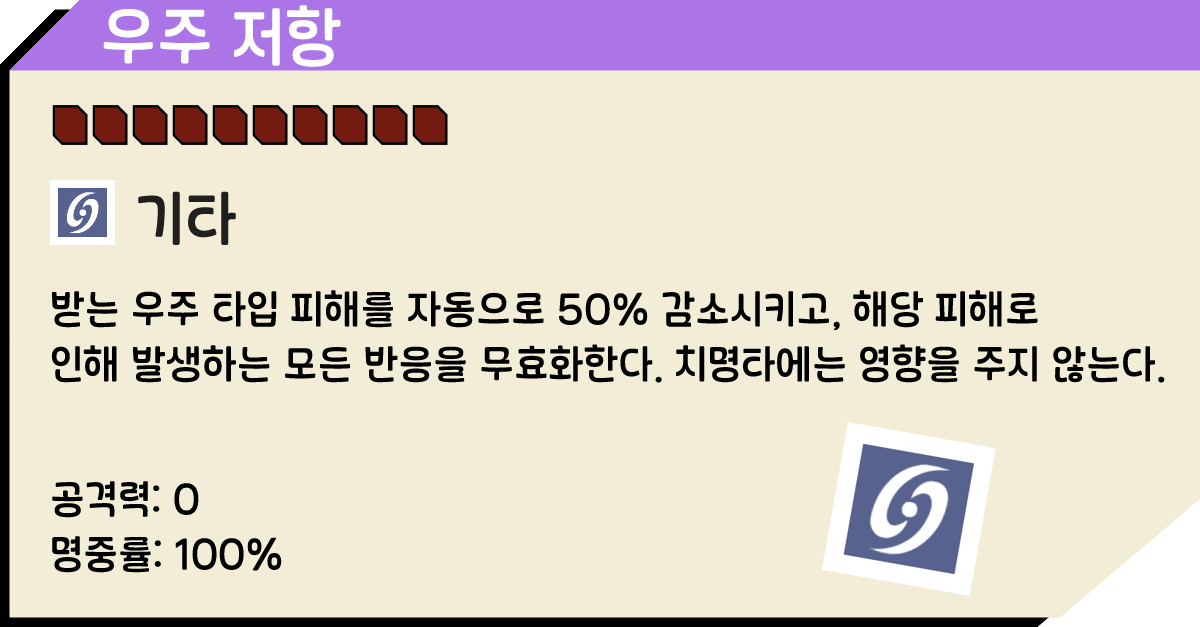 우주 저항
기타
받는 우주 타입 피해를 자동으로 50% 감소시키고, 해당 피해로
인해 발생하는 모든 반응을 무효화한다. 치명타에는 영향을 주지 않는다.
공격력: 0
명중률: 100%